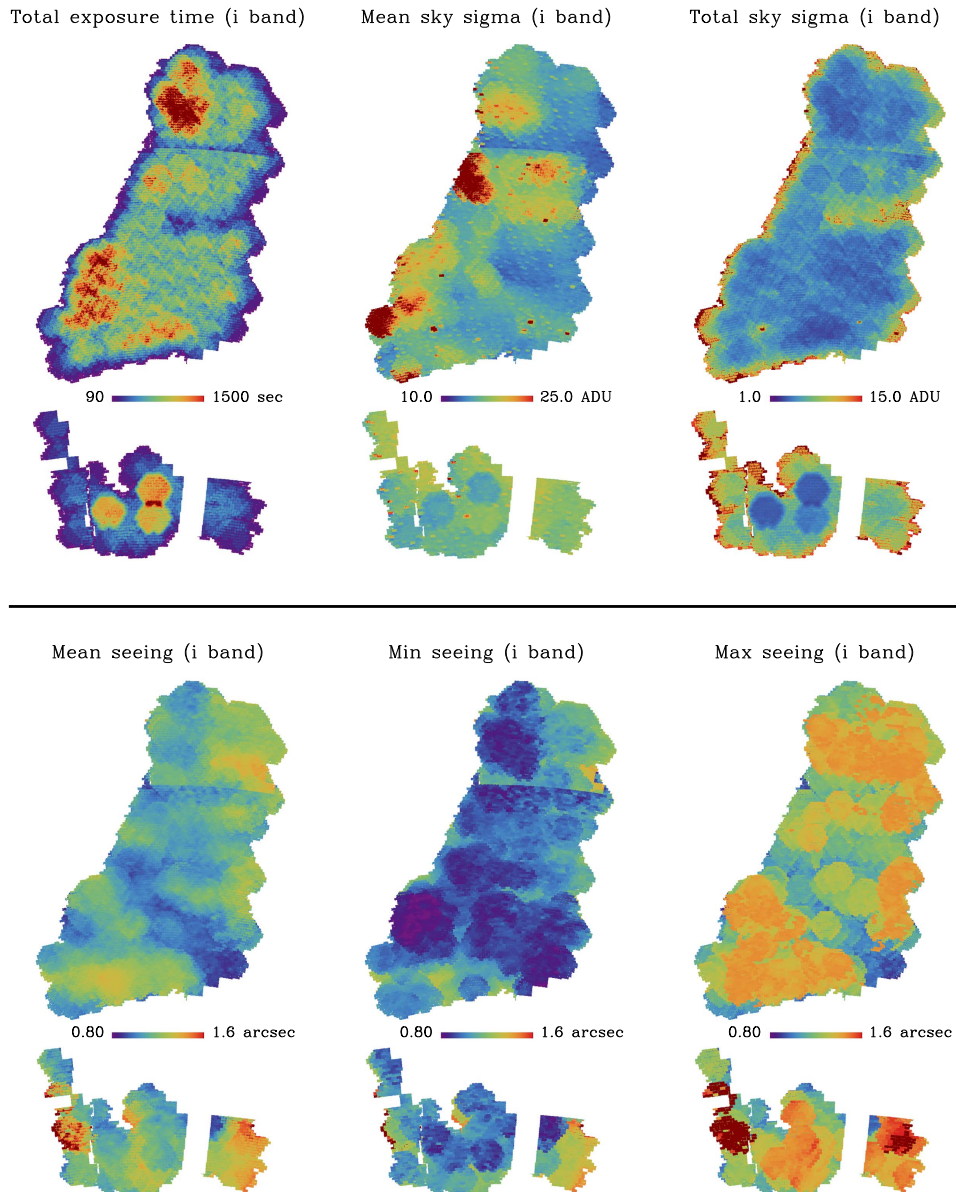 Total exposure time (i band)
Mean sky sigma (i band)
Total sky sigma (i band)
90 1500 sec
10.0 25.0 ADU
1.0 15.0 ADU
Mean seeing (i band)
Min seeing (i band)
Max seeing (i band)
0.80 1.6 arcsec
0.80 1.6 arcsec
0.80 1.6 arcsec